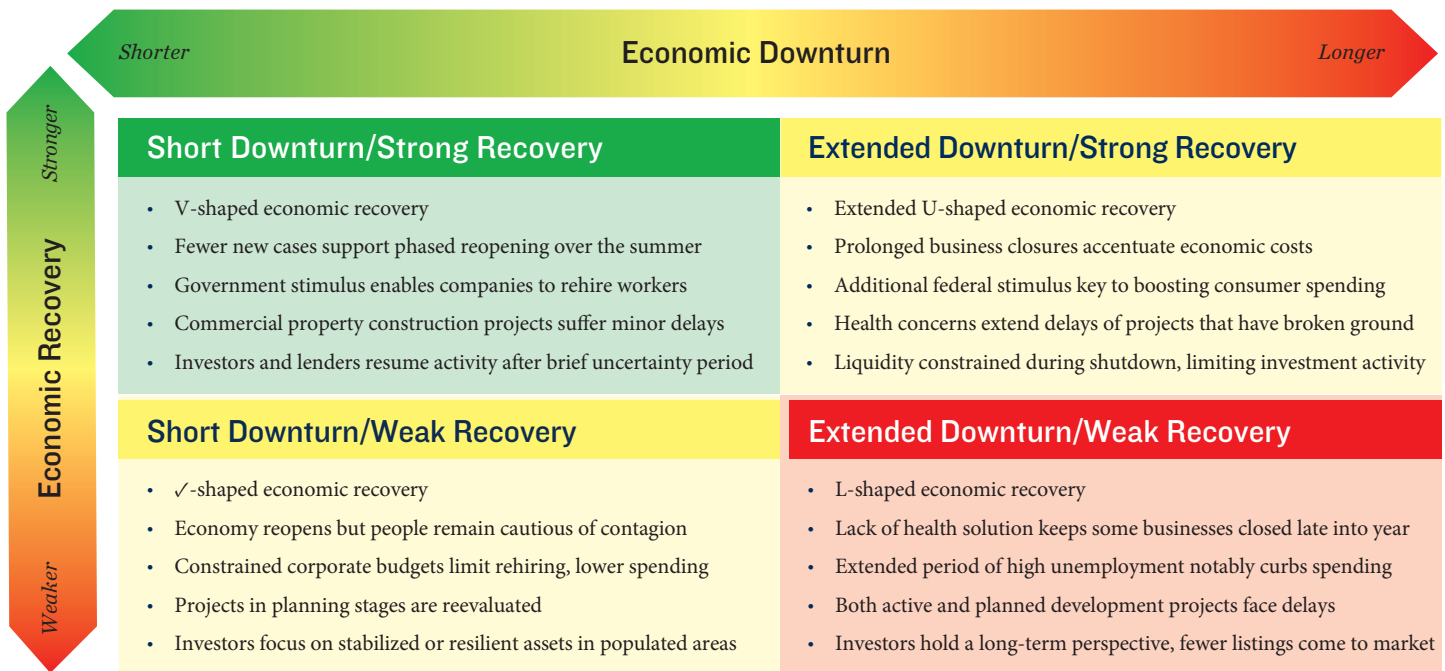 Shorter
Economic Downturn
Longer
Stronger
Economic Recovery
Weaker
Short Downturn/Strong Recovery
• V-shaped economic recovery
• Fewer new cases support phased reopening over the summer
• Government stimulus enables companies to rehire workers
• Commercial property construction projects suffer minor delays
• Investors and lenders resume activity after brief uncertainty period
Extended Downturn/Strong Recovery
• Extended U-shaped economic recovery
• Prolonged business closures accentuate economic costs
• Additional federal stimulus key to boosting consumer spending
• Health concerns extend delays of projects that have broken ground
• Liquidity constrained during shutdown, limiting investment activity
Short Downturn/Weak Recovery
• ✓-shaped economic recovery
• Economy reopens but people remain cautious of contagion
• Constrained corporate budgets limit rehiring, lower spending
• Projects in planning stages are reevaluated
• Investors focus on stabilized or resilient assets in populated areas
Extended Downturn/Weak Recovery
• L-shaped economic recovery
• Lack of health solution keeps some businesses closed late into year
• Extended period of high unemployment notably curbs spending
• Both active and planned development projects face delays
• Investors hold a long-term perspective, fewer listings come to market